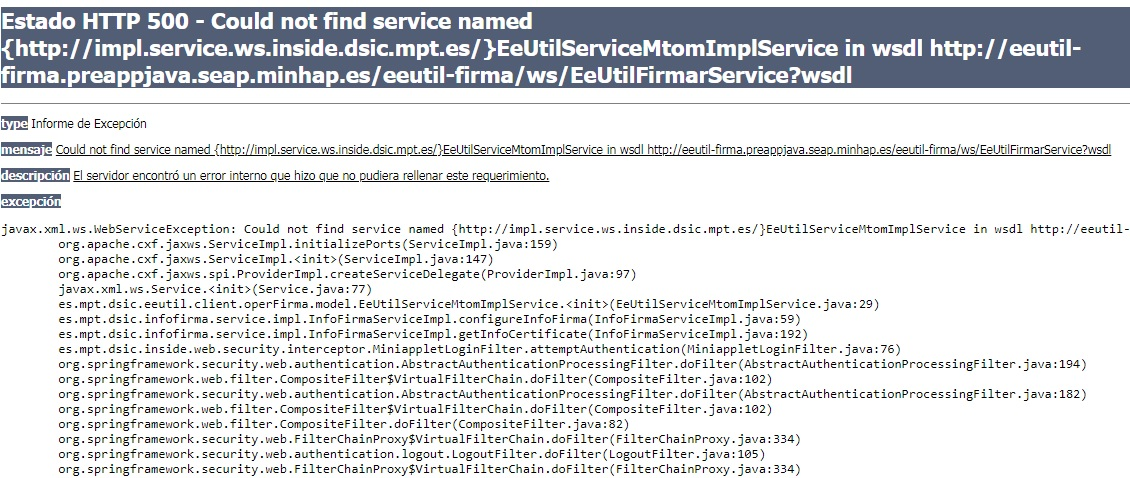 Estado HTTP 500 - Could not find service named
{http://impl.service.ws.inside.dsic.mpt.es/}EeUtilServiceMtomImplService in wsdl http://eeutil-
firma.preappjava.seap.minhap.es/eeutil-firma/ws/EeUtilFirmarService?wsdl
type Informe de Excepción
mensaje Could not find service named {http://impl.service.ws.inside.dsic.mpt.es/}EeUtilServiceMtomImplService in wsdl http://eeutil-firma.preappjava.seap.minhap.es/eeutil-firma/ws/EeUtilFirmarService?wsdl
descripción El servidor encontró un error interno que hizo que no pudiera rellenar este requerimiento.
excepción
javax.xml.ws.WebServiceException: Could not find service named {http://impl.service.ws.inside.dsic.mpt.es/}EeUtilServiceMtomImplService in wsdl http://eeutil-
org.apache.cxf.jaxws.ServiceImpl.initializePorts(ServiceImpl.java:159)
org.apache.cxf.jaxws.ServiceImpl.<init>(ServiceImpl.java:147)
org.apache.cxf.jaxws.spi.ProviderImpl.createServiceDelegate(ProviderImpl.java:97)
javax.xml.ws.Service.<init>(Service.java:77)
es.mpt.dsic.eeutil.client.operFirma.model.EeUtilServiceMtomImplService.<init>(EeUtilServiceMtomImplService.java:29)
es.mpt.dsic.infofirma.service.impl.InfoFirmaServiceImpl.configureInfoFirma(InfoFirmaServiceImpl.java:59)
es.mpt.dsic.infofirma.service.impl.InfoFirmaServiceImpl.getInfoCertificate(InfoFirmaServiceImpl.java:192)
es.mpt.dsic.inside.web.security.interceptor.MiniappletLoginFilter.attemptAuthentication(MiniappletLoginFilter.java:76)
org.springframework.security.web.authentication.AbstractAuthenticationProcessingFilter.doFilter(AbstractAuthenticationProcessingFilter.java:194)
org.springframework.web.filter.CompositeFilter$VirtualFilterChain.doFilter(CompositeFilter.java:102)
org.springframework.security.web.authentication.AbstractAuthenticationProcessingFilter.doFilter(AbstractAuthenticationProcessingFilter.java:182)
org.springframework.web.filter.CompositeFilter$VirtualFilterChain.doFilter(CompositeFilter.java:102)
org.springframework.web.filter.CompositeFilter.doFilter(CompositeFilter.java:82)
org.springframework.security.web.FilterChainProxy$VirtualFilterChain.doFilter(FilterChainProxy.java:334)
org.springframework.security.web.authentication.logout.LogoutFilter.doFilter(LogoutFilter.java:105)
org.springframework.security.web.FilterChainProxy$VirtualFilterChain.doFilter(FilterChainProxy.java:334)